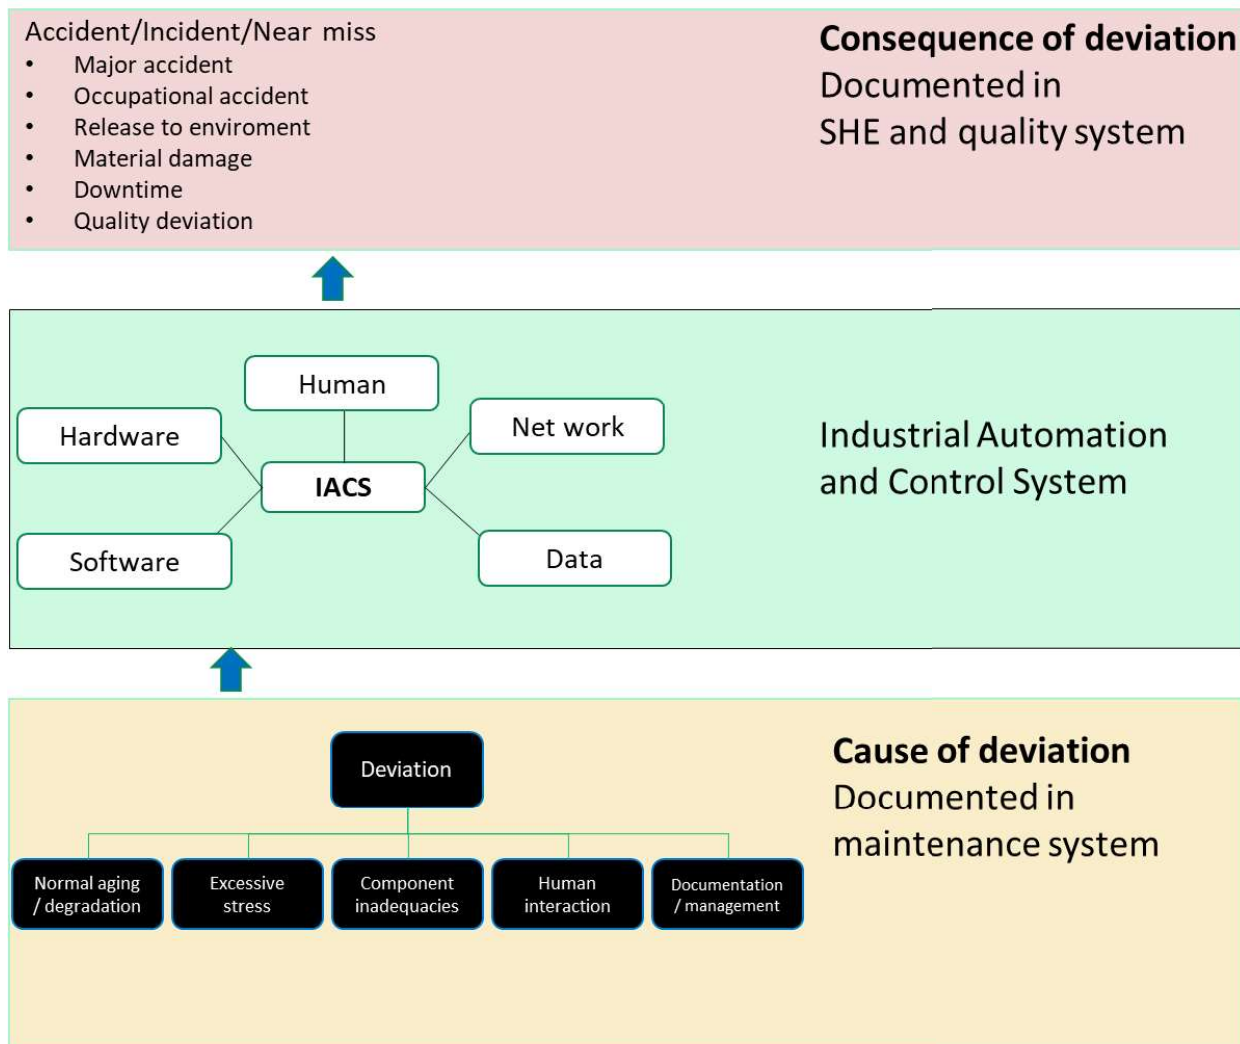 Accident/Incident/Near miss
• Major accident
• Occupational accident
• Release to enviroment
• Material damage
• Downtime
• Quality deviation
Consequence of deviation
Documented in
SHE and quality system
Human
Hardware
Net work
IACS
Software
Data
Industrial Automation
and Control System
Deviation
Normal aging
/ degradation
Excessive
stress
Component
inadequacies
Human
interaction
Documentation
/ management
Cause of deviation
Documented in
maintenance system